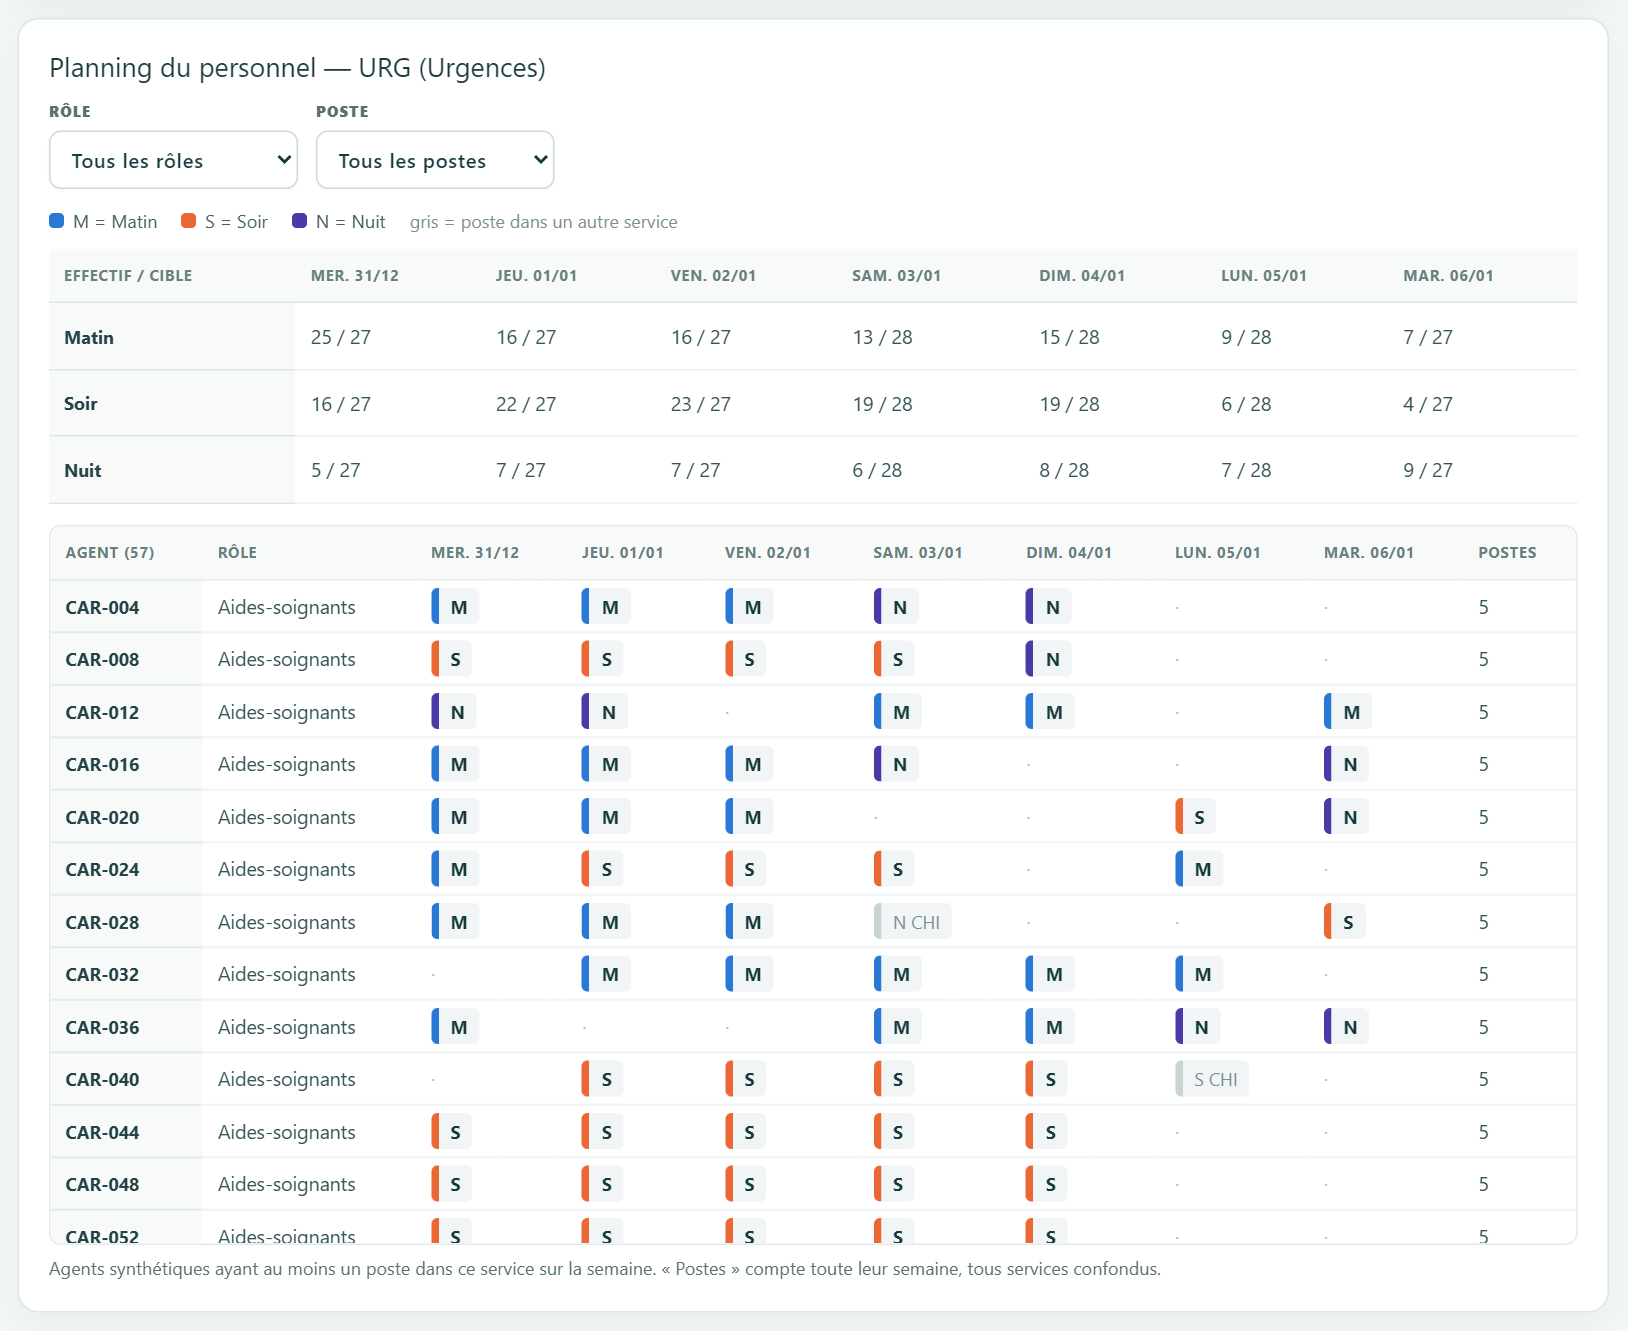 Planning du personnel — URG (Urgences)
RÔLE POSTE
Tous les rôles Tous les postes
M = Matin S = Soir N = Nuit gris = poste dans un autre service
EFFECTIF / CIBLE MER. 31/12 JEU. 01/01 VEN. 02/01 SAM. 03/01 DIM. 04/01 LUN. 05/01 MAR. 06/01
Matin 25 / 27 16 / 27 16 / 27 13 / 28 15 / 28 9 / 28 7 / 27
Soir 16 / 27 22 / 27 23 / 27 19 / 28 19 / 28 6 / 28 4 / 27
Nuit 5 / 27 7 / 27 7 / 27 6 / 28 8 / 28 7 / 28 9 / 27
AGENT (57) RÔLE MER. 31/12 JEU. 01/01 VEN. 02/01 SAM. 03/01 DIM. 04/01 LUN. 05/01 MAR. 06/01 POSTES
CAR-004 Aides-soignants M M M N N · · 5
CAR-008 Aides-soignants S S S S N · · 5
CAR-012 Aides-soignants N N · M M · M 5
CAR-016 Aides-soignants M M M N · · N 5
CAR-020 Aides-soignants M M M · · S N 5
CAR-024 Aides-soignants M S S S · M · 5
CAR-028 Aides-soignants M M M N CHI · · S 5
CAR-032 Aides-soignants · M M M M M · 5
CAR-036 Aides-soignants M · · M M N N 5
CAR-040 Aides-soignants · S S S S S CHI · 5
CAR-044 Aides-soignants S S S S S · · 5
CAR-048 Aides-soignants S S S S S · · 5
CAR-052 Aides-soignants S S S S S · · 5
Agents synthétiques ayant au moins un poste dans ce service sur la semaine. « Postes » compte toute leur semaine, tous services confondus.